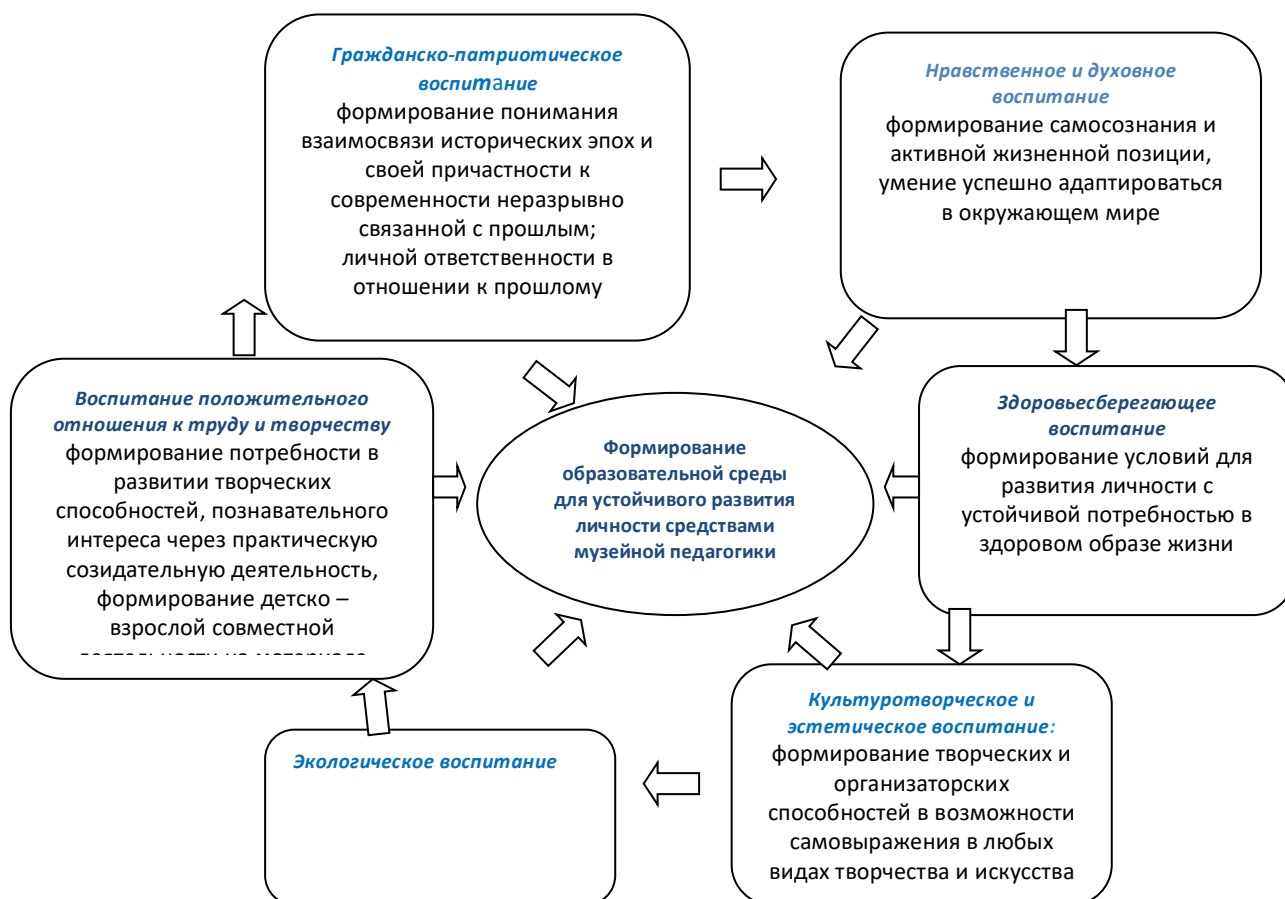 Гражданско-патриотическое
воспитание
формирование понимания
взаимосвязи исторических эпох и
своей причастности к
современности неразрывно
связанной с прошлым;
личной ответственности в
отношении к прошлому
Нравственное и духовное
воспитание
формирование самосознания и
активной жизненной позиции,
умение успешно адаптироваться
в окружающем мире
Воспитание положительного
отношения к труду и творчеству
формирование потребности в
развитии творческих
способностей, познавательного
интереса через практическую
созидательную деятельность,
формирование детско –
взрослой совместной
Формирование
образовательной среды
для устойчивого развития
личности средствами
музейной педагогики
Здоровьесберегающее
воспитание
формирование условий для
развития личности с
устойчивой потребностью в
здоровом образе жизни
Экологическое воспитание
Культуротворческое и
эстетическое воспитание:
формирование творческих и
организаторских
способностей в возможности
самовыражения в любых
видах творчества и искусства